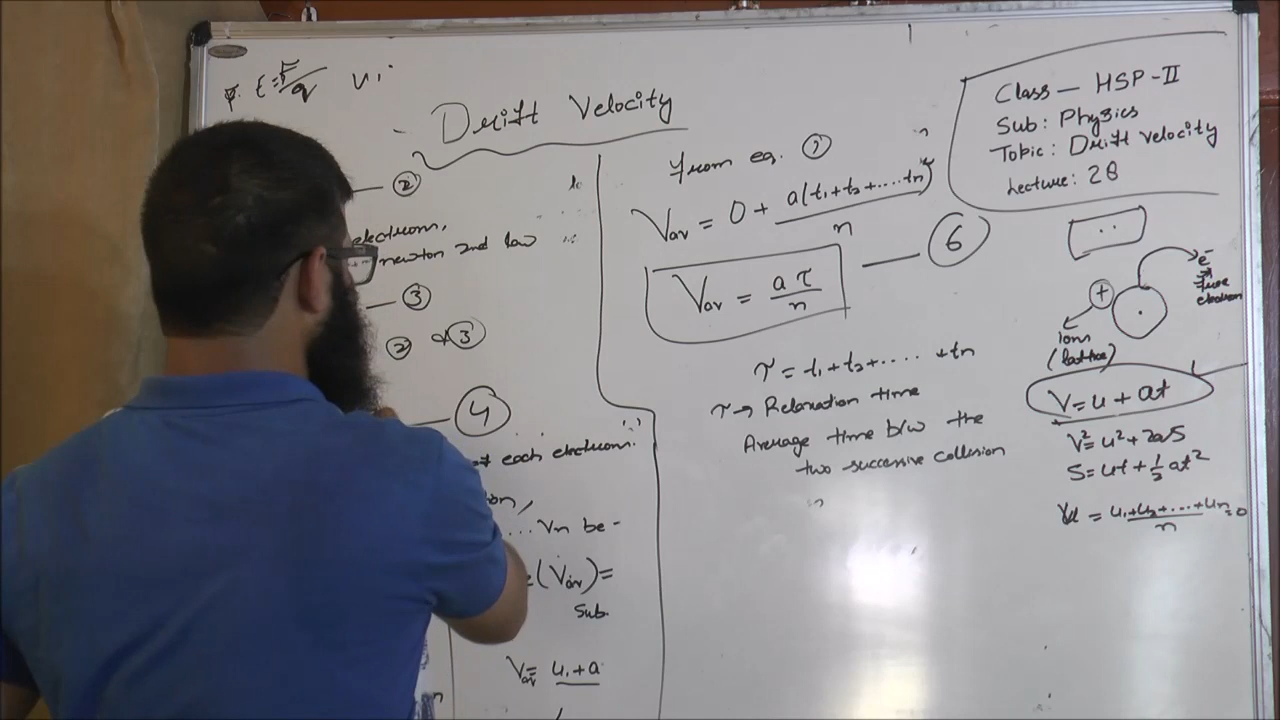 Drift Velocity
②
electrons,
newton 2nd law
③
② & ③
④
of each electrons.
...Vn be -
(Vav) =
Sub.
Vav = u₁ + a
from eq. ①
Vav = 0 + a(t₁+t₂+....tn)/n
Vav = aτ/n — ⑥
τ = t₁+t₂+.... +tn
τ → Relaxation time
Average time b/w the
two successive collision
Class — HSP-II
Sub: Physics
Topic: Drift velocity
Lecture: 28
e⁻
free
electron
+
ions
(lattice)
V = u + at
V² = u² + 2aS
S = ut + ½ at²
u₁+u₂+...+un/n = 0